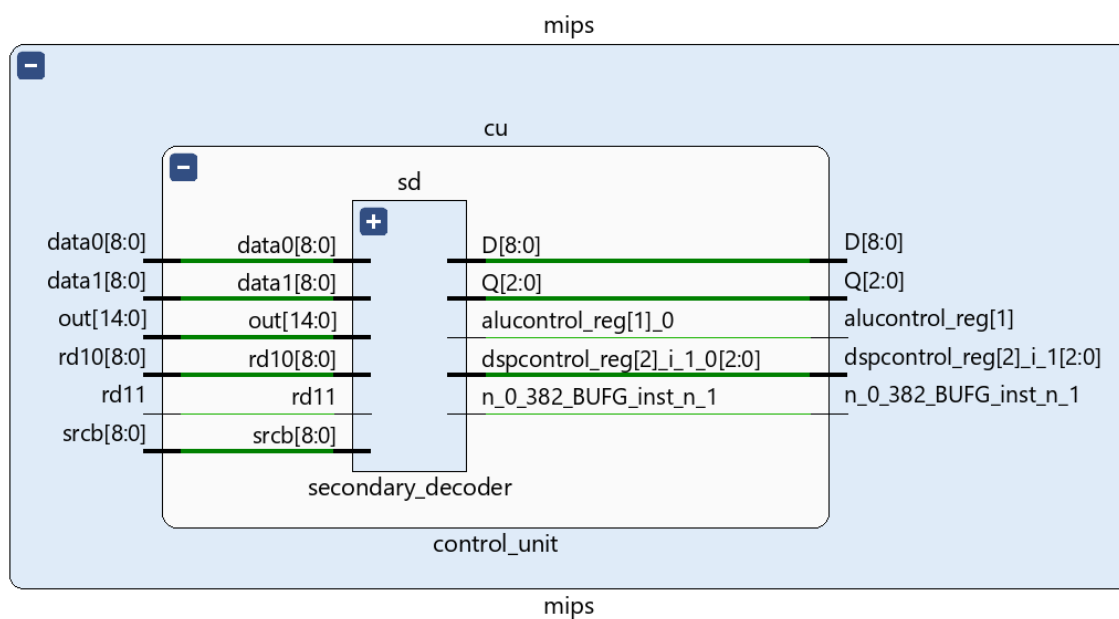 mips
cu
sd
data0[8:0] data0[8:0] D[8:0] D[8:0]
data1[8:0] data1[8:0] Q[2:0] Q[2:0]
out[14:0] out[14:0] alucontrol_reg[1]_0 alucontrol_reg[1]
rd10[8:0] rd10[8:0] dspcontrol_reg[2]_i_1_0[2:0] dspcontrol_reg[2]_i_1[2:0]
rd11 rd11 n_0_382_BUFG_inst_n_1 n_0_382_BUFG_inst_n_1
srcb[8:0] srcb[8:0]
secondary_decoder
control_unit
mips